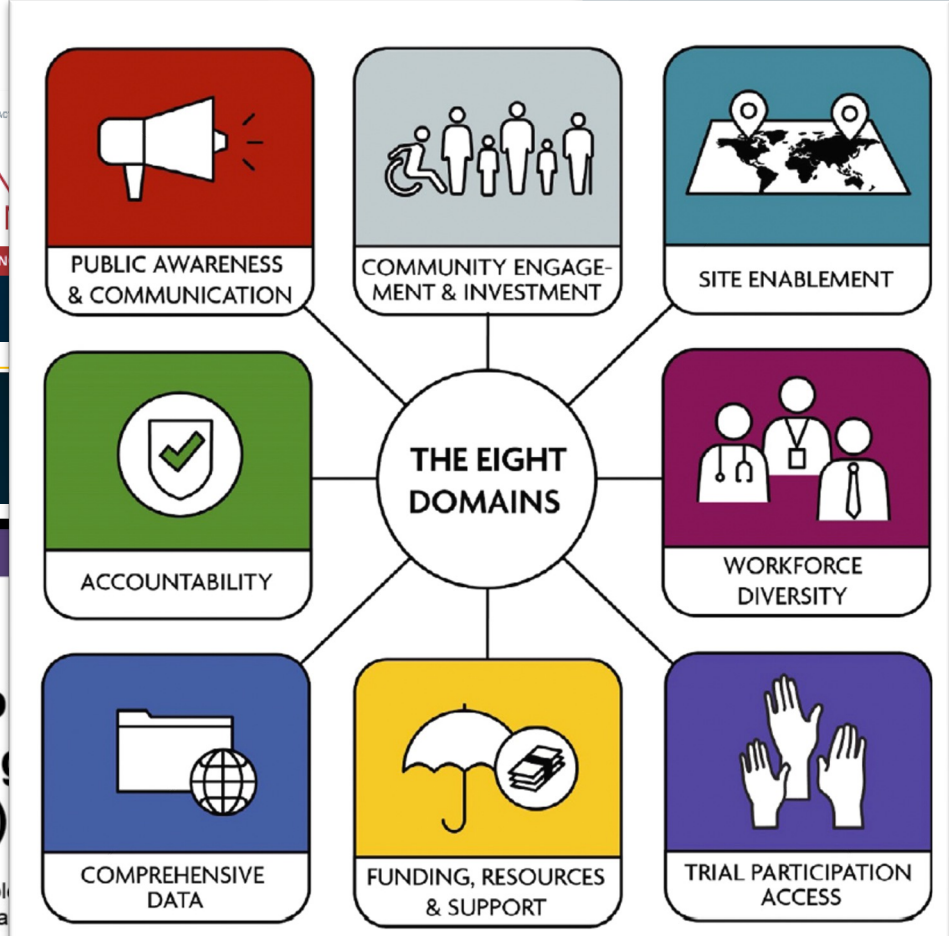 PUBLIC AWARENESS
& COMMUNICATION
COMMUNITY ENGAGE-
MENT & INVESTMENT
SITE ENABLEMENT
ACCOUNTABILITY
THE EIGHT
DOMAINS
WORKFORCE
DIVERSITY
COMPREHENSIVE
DATA
FUNDING, RESOURCES
& SUPPORT
TRIAL PARTICIPATION
ACCESS